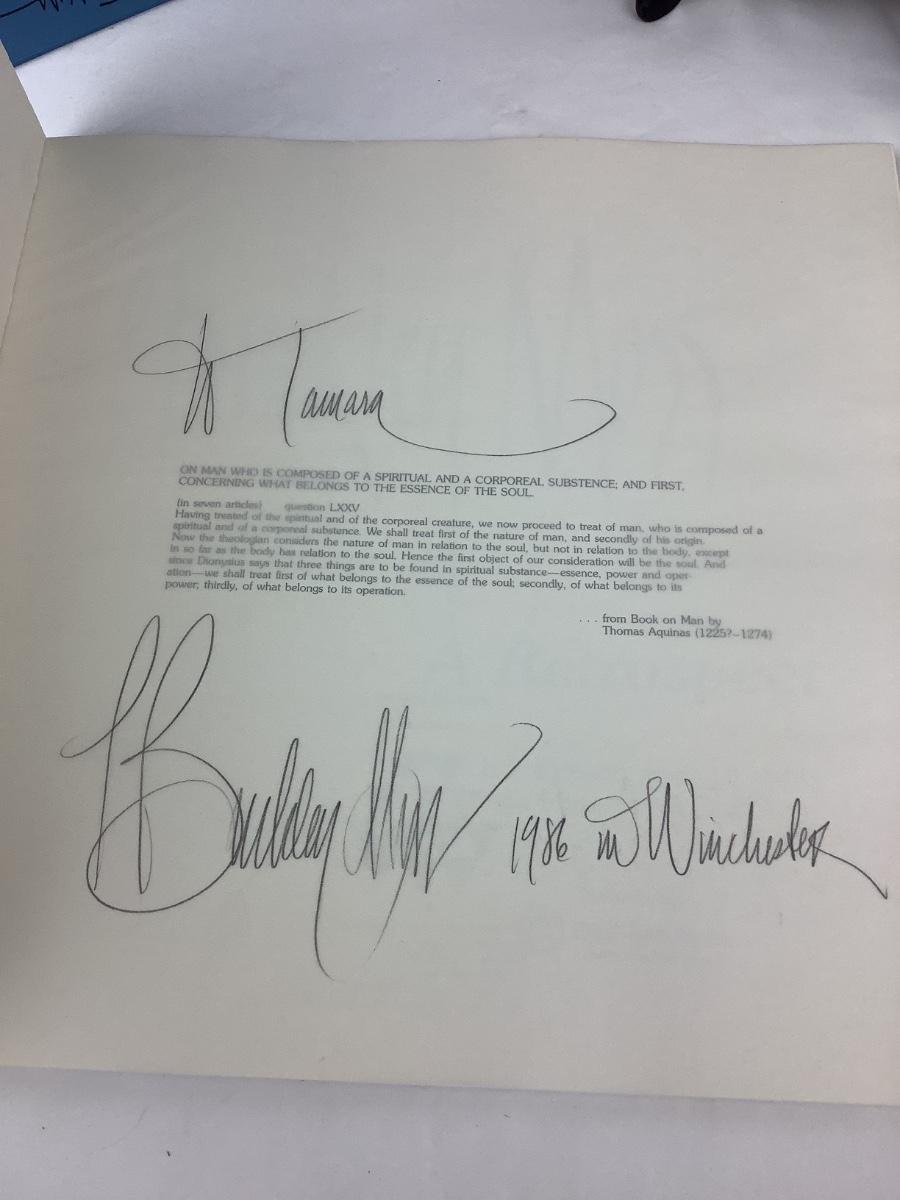 To Tamara
ON MAN WHO IS COMPOSED OF A SPIRITUAL AND A CORPOREAL SUBSTENCE; AND FIRST,
CONCERNING WHAT BELONGS TO THE ESSENCE OF THE SOUL.
(in seven articles) question LXXV
Having treated of the spiritual and of the corporeal creature, we now proceed to treat of man, who is composed of a
spiritual and of a corporeal substance. We shall treat first of the nature of man, and secondly of his origin.
Now the theologian considers the nature of man in relation to the soul, but not in relation to the body, except
in so far as the body has relation to the soul. Hence the first object of our consideration will be the soul. And
since Dionysius says that three things are to be found in spiritual substance—essence, power and oper-
ation—we shall treat first of what belongs to the essence of the soul; secondly, of what belongs to its
power; thirdly, of what belongs to its operation.
. . . from Book on Man by
Thomas Aquinas (1225?–1274)
1986 in Winchester